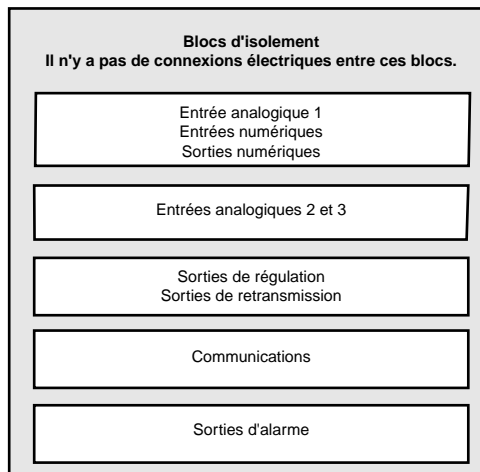 Blocs d'isolement
Il n'y a pas de connexions électriques entre ces blocs.
Entrée analogique 1
Entrées numériques
Sorties numériques
Entrées analogiques 2 et 3
Sorties de régulation
Sorties de retransmission
Communications
Sorties d'alarme